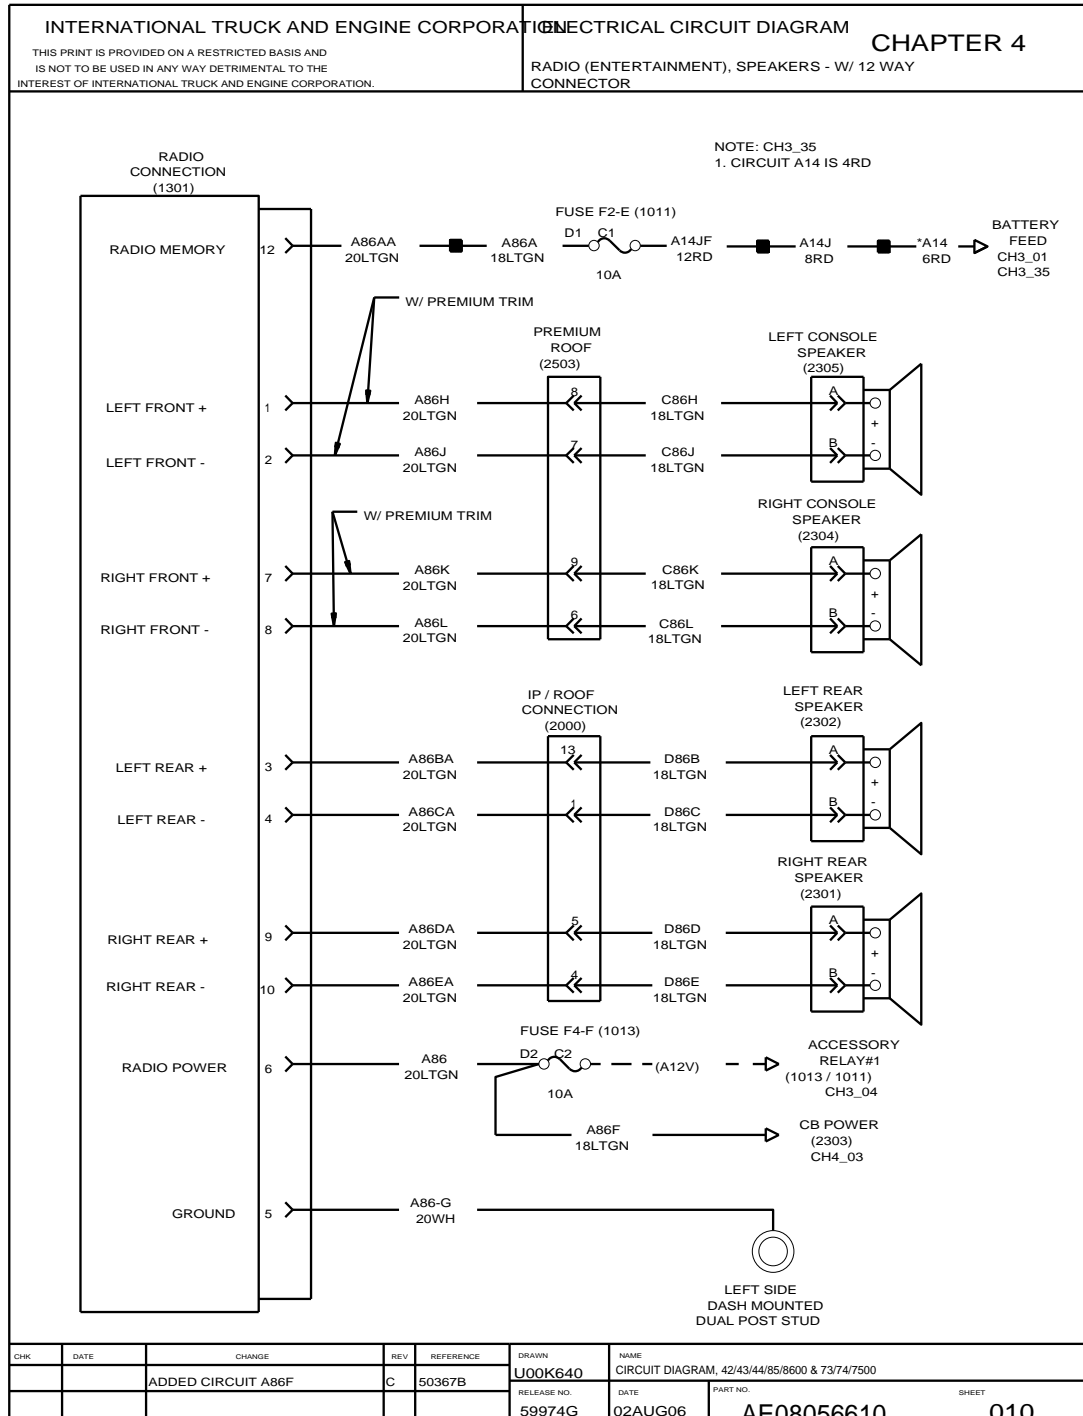 INTERNATIONAL TRUCK AND ENGINE CORPORATION
THIS PRINT IS PROVIDED ON A RESTRICTED BASIS AND
IS NOT TO BE USED IN ANY WAY DETRIMENTAL TO THE
INTEREST OF INTERNATIONAL TRUCK AND ENGINE CORPORATION.
ELECTRICAL CIRCUIT DIAGRAM
CHAPTER 4
RADIO (ENTERTAINMENT), SPEAKERS - W/ 12 WAY
CONNECTOR
NOTE: CH3_35
1. CIRCUIT A14 IS 4RD
RADIO
CONNECTION
(1301)
RADIO MEMORY
12
A86AA
20LTGN
A86A
18LTGN
FUSE F2-E (1011)
D1 C1
10A
A14JF
12RD
A14J
8RD
*A14
6RD
BATTERY
FEED
CH3_01
CH3_35
W/ PREMIUM TRIM
PREMIUM
ROOF
(2503)
LEFT CONSOLE
SPEAKER
(2305)
LEFT FRONT +
1
A86H
20LTGN
8
C86H
18LTGN
A
+
LEFT FRONT -
2
A86J
20LTGN
7
C86J
18LTGN
B
-
W/ PREMIUM TRIM
RIGHT CONSOLE
SPEAKER
(2304)
RIGHT FRONT +
7
A86K
20LTGN
9
C86K
18LTGN
A
+
RIGHT FRONT -
8
A86L
20LTGN
6
C86L
18LTGN
B
-
IP / ROOF
CONNECTION
(2000)
LEFT REAR
SPEAKER
(2302)
LEFT REAR +
3
A86BA
20LTGN
13
D86B
18LTGN
A
+
LEFT REAR -
4
A86CA
20LTGN
1
D86C
18LTGN
B
-
RIGHT REAR
SPEAKER
(2301)
RIGHT REAR +
9
A86DA
20LTGN
5
D86D
18LTGN
A
+
RIGHT REAR -
10
A86EA
20LTGN
4
D86E
18LTGN
B
-
RADIO POWER
6
A86
20LTGN
FUSE F4-F (1013)
D2 C2
10A
(A12V)
ACCESSORY
RELAY#1
(1013 / 1011)
CH3_04
A86F
18LTGN
CB POWER
(2303)
CH4_03
GROUND
5
A86-G
20WH
LEFT SIDE
DASH MOUNTED
DUAL POST STUD
CHK DATE CHANGE REV REFERENCE
ADDED CIRCUIT A86F C 50367B
DRAWN
U00K640
NAME
CIRCUIT DIAGRAM, 42/43/44/85/8600 & 73/74/7500
RELEASE NO.
59974G
DATE
02AUG06
PART NO.
AE08056610
SHEET
010